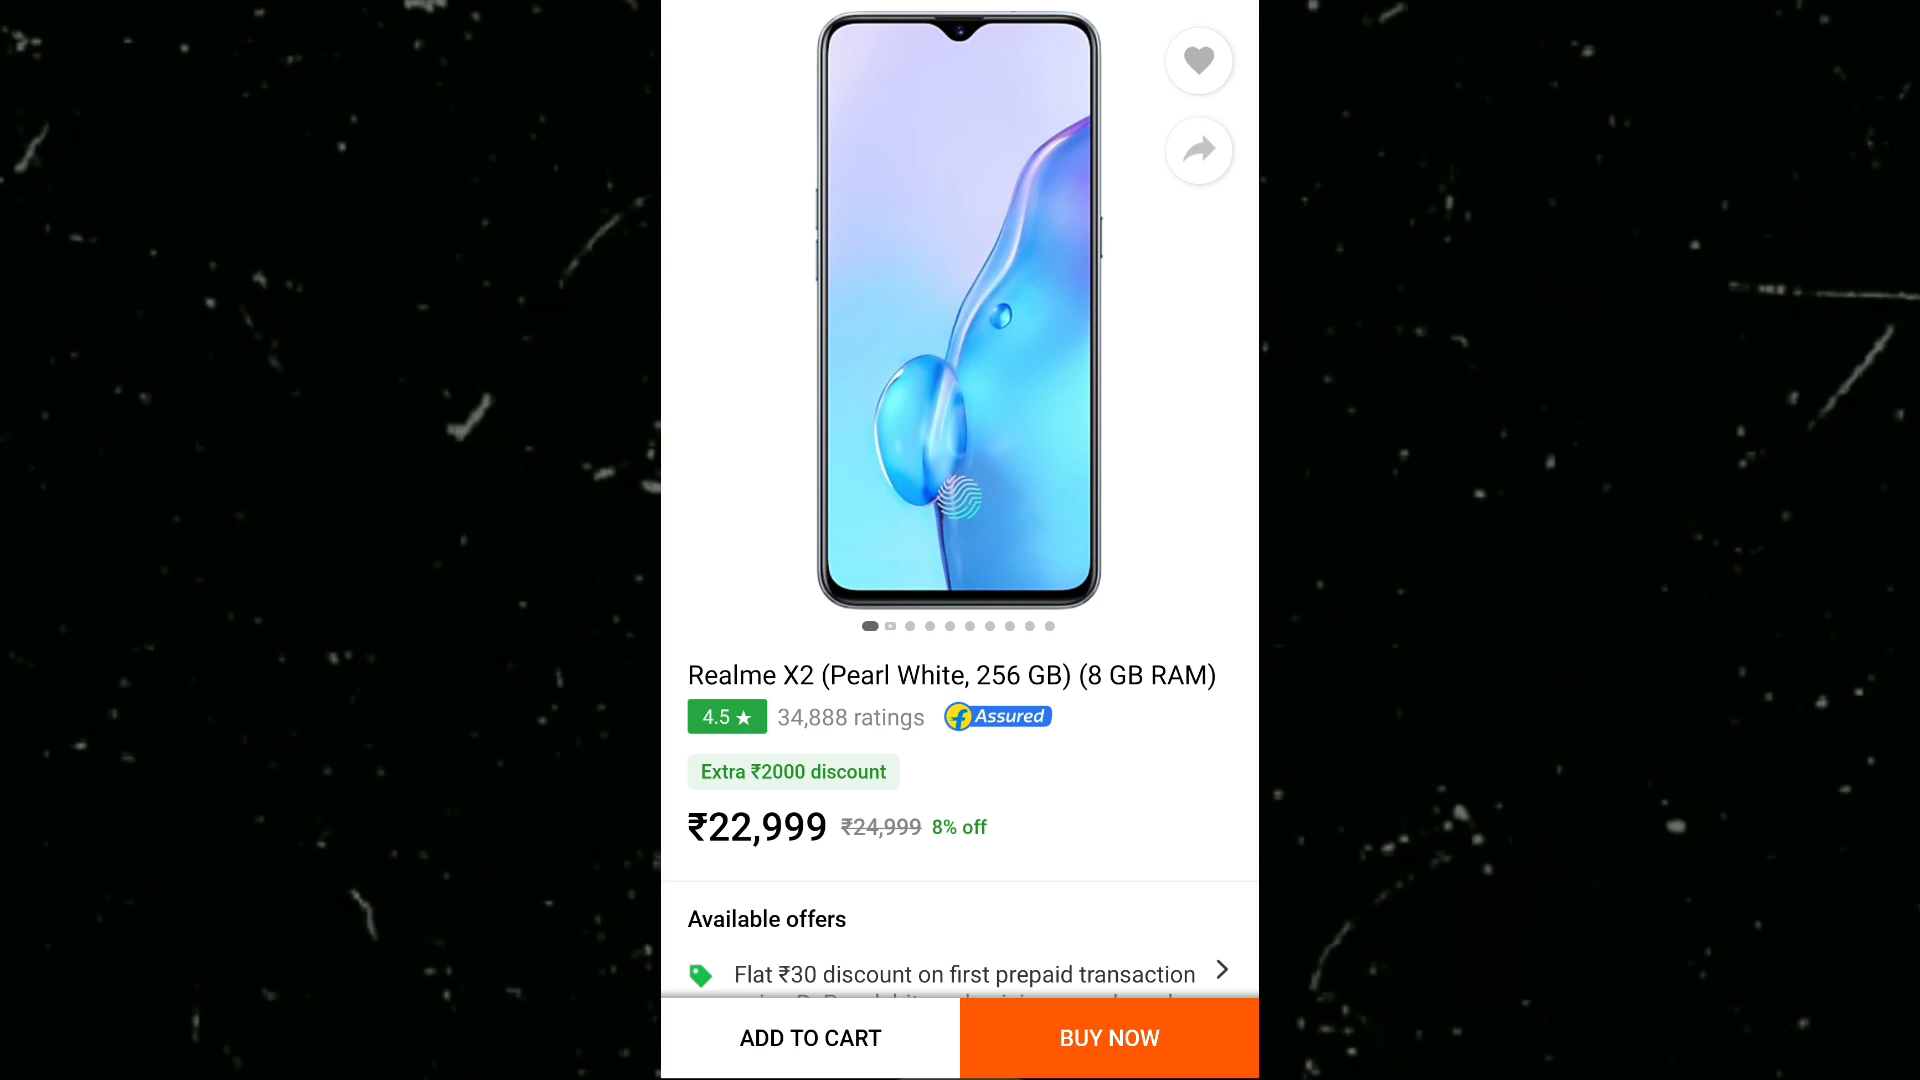 Realme X2 (Pearl White, 256 GB) (8 GB RAM)
4.5 ★ 34,888 ratings f Assured
Extra ₹2000 discount
₹22,999 ₹24,999 8% off
Available offers
Flat ₹30 discount on first prepaid transaction
ADD TO CART BUY NOW